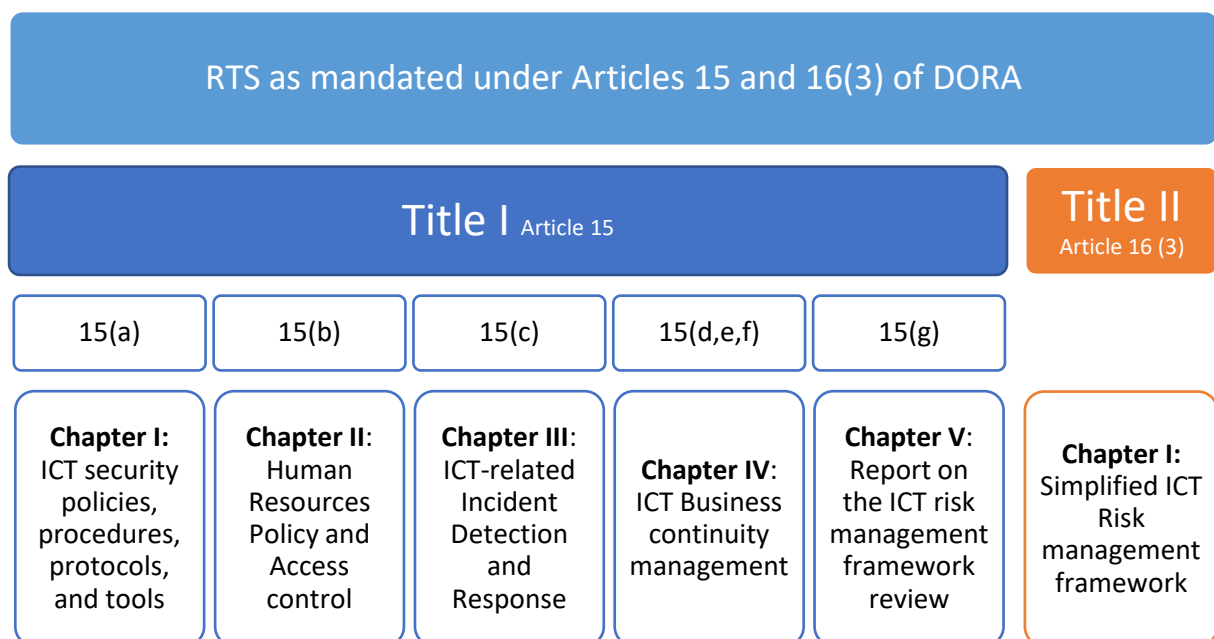 RTS as mandated under Articles 15 and 16(3) of DORA
Title I Article 15
Title II
Article 16 (3)
15(a)
15(b)
15(c)
15(d,e,f)
15(g)
Chapter I:
ICT security
policies,
procedures,
protocols,
and tools
Chapter II:
Human
Resources
Policy and
Access
control
Chapter III:
ICT-related
Incident
Detection
and
Response
Chapter IV:
ICT Business
continuity
management
Chapter V:
Report on
the ICT risk
management
framework
review
Chapter I:
Simplified ICT
Risk
management
framework